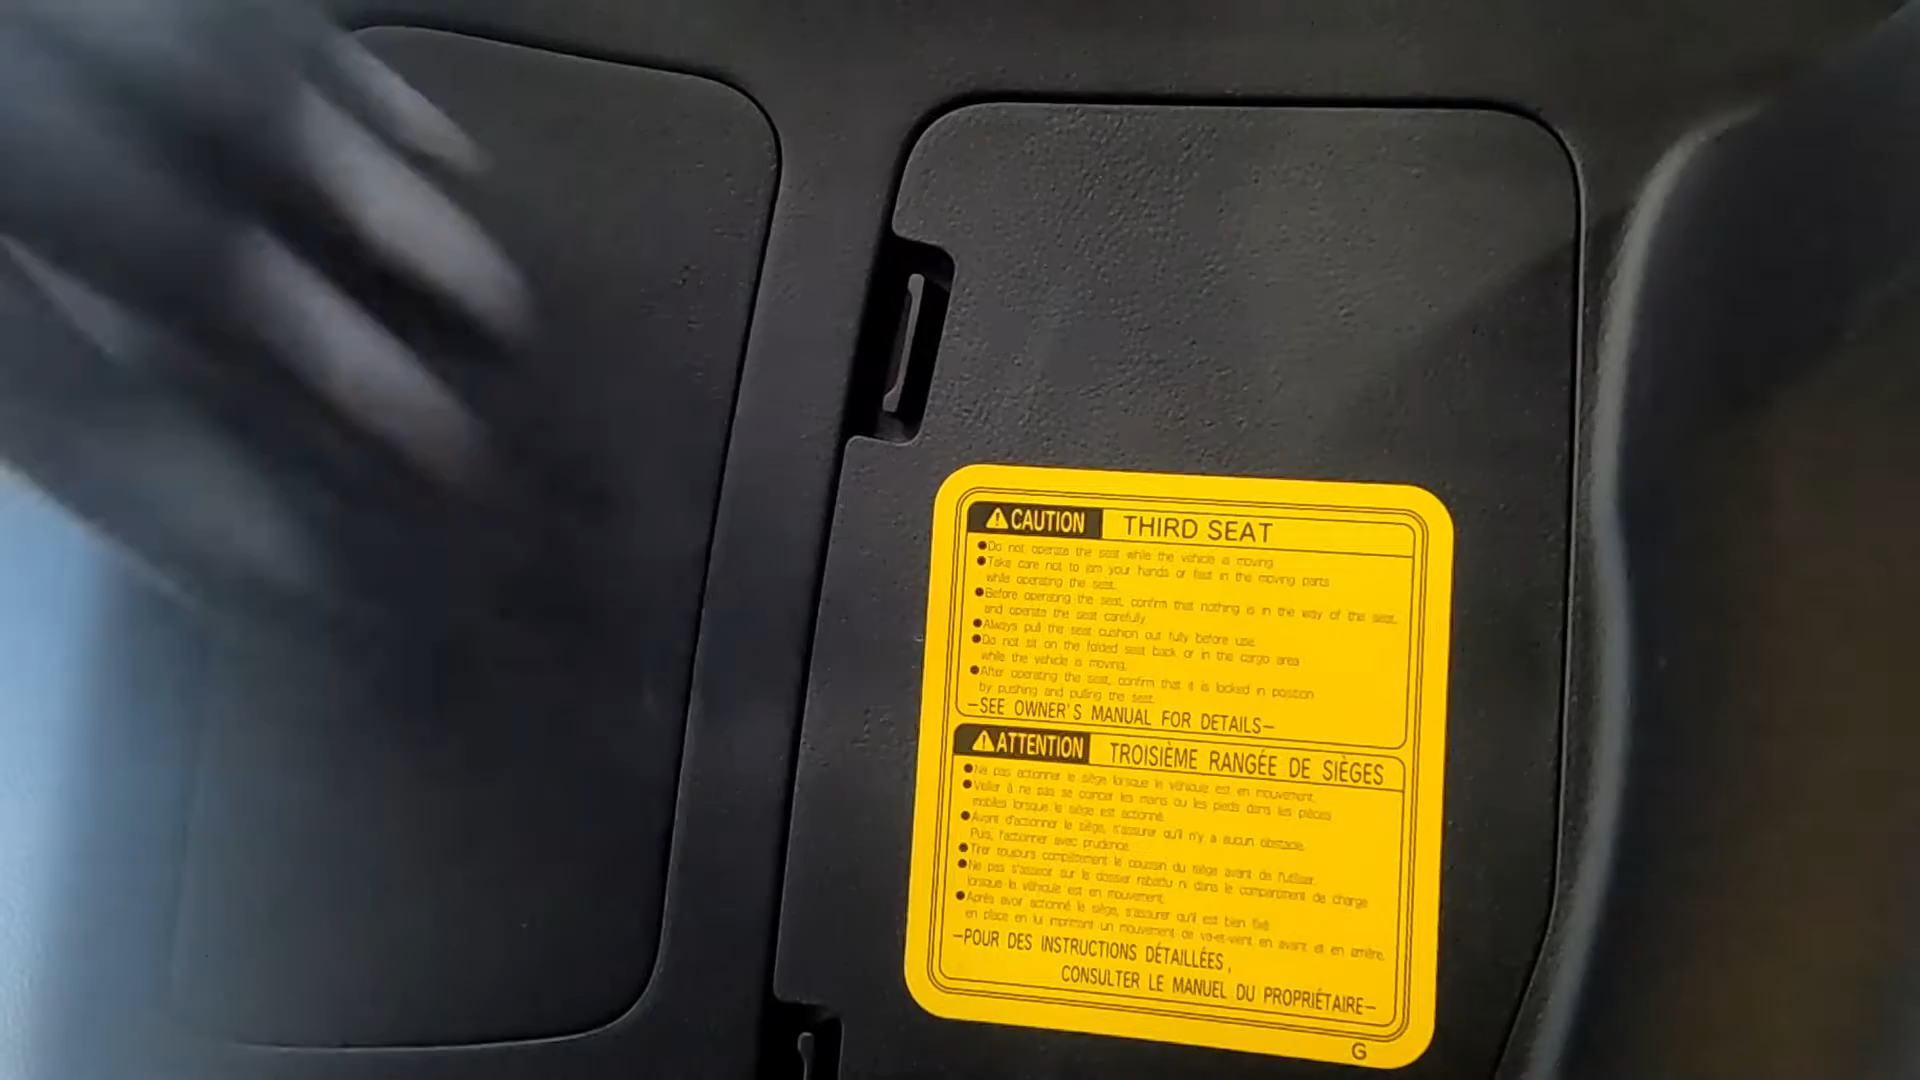 CAUTION THIRD SEAT
●Do not operate the seat while the vehicle is moving.
●Take care not to jam your hands or feet in the moving parts
while operating the seat.
●Before operating the seat, confirm that nothing is in the way of the seat,
and operate the seat carefully.
●Always pull the seat cushion out fully before use.
●Do not sit on the folded seat back or in the cargo area
while the vehicle is moving.
●After operating the seat, confirm that it is locked in position
by pushing and pulling the seat.
—SEE OWNER'S MANUAL FOR DETAILS—
ATTENTION TROISIÈME RANGÉE DE SIÈGES
●Ne pas actionner le siège lorsque le véhicule est en mouvement.
●Veiller à ne pas se coincer les mains ou les pieds dans les pièces
mobiles lorsque le siège est actionné.
●Avant d'actionner le siège, s'assurer qu'il n'y a aucun obstacle.
Puis, l'actionner avec prudence.
●Tirer toujours complètement le coussin du siège avant de l'utiliser.
●Ne pas s'asseoir sur le dossier rabattu ni dans le compartiment de charge
lorsque le véhicule est en mouvement.
●Après avoir actionné le siège, s'assurer qu'il est bien fixé
en place en lui imprimant un mouvement de va-et-vient en avant et en arrière.
—POUR DES INSTRUCTIONS DÉTAILLÉES,
CONSULTER LE MANUEL DU PROPRIÉTAIRE—
G